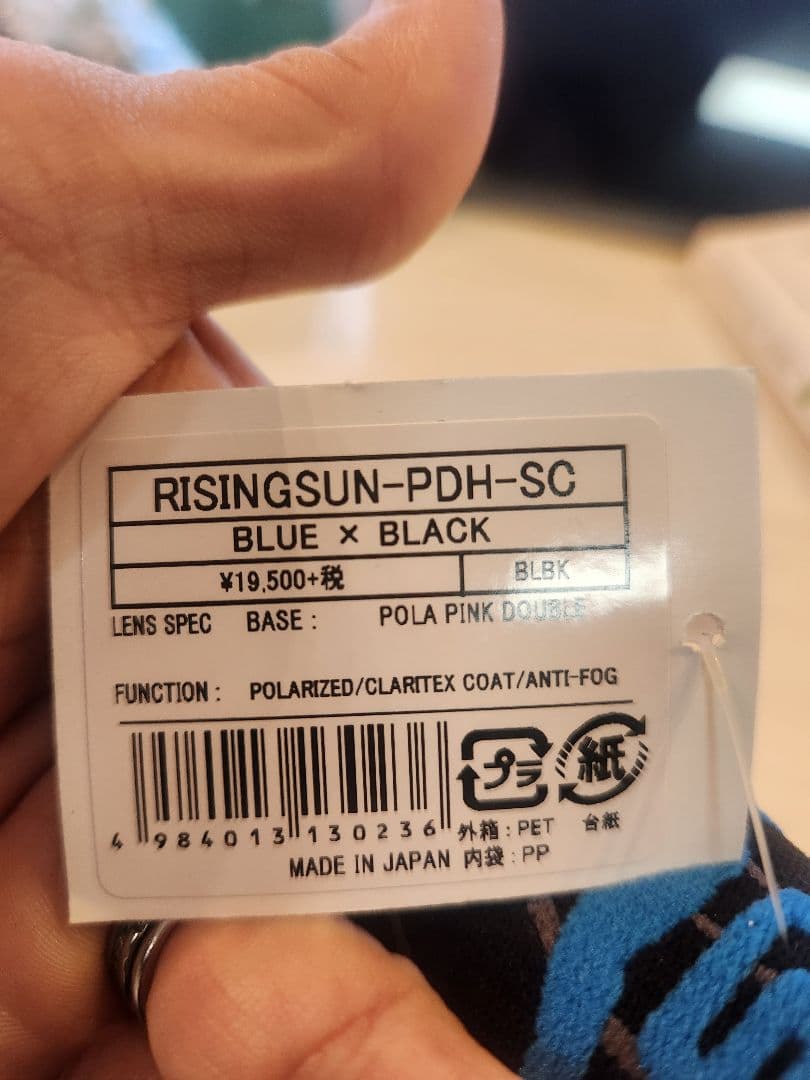 RISINGSUN-PDH-SC
BLUE × BLACK
¥19,500+税 BLBK
LENS SPEC BASE : POLA PINK DOUBLE
FUNCTION : POLARIZED/CLARITEX COAT/ANTI-FOG
プラ 紙
4 984013 130236 外箱 : PET 台紙
MADE IN JAPAN 内袋 : PP